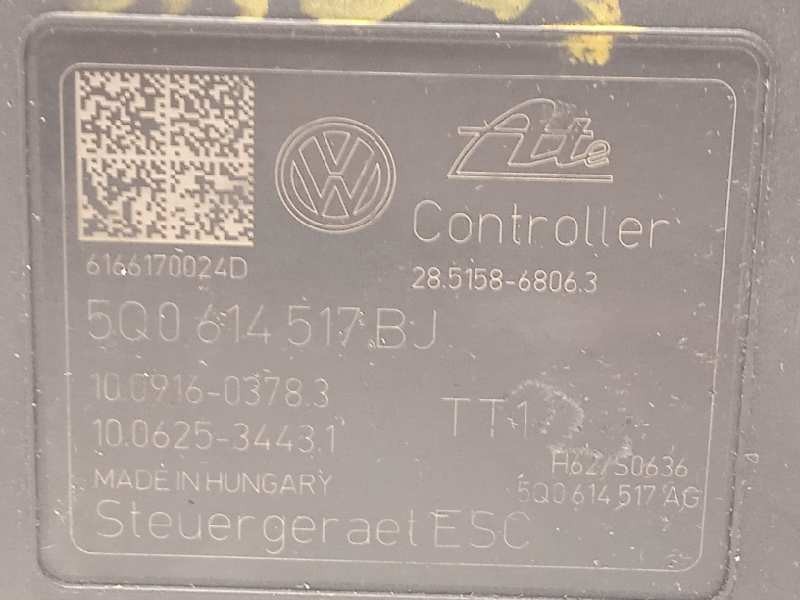 Ate
Controller
6166170024D
28.5158-6806.3
5Q0 614 517 BJ
10.0916-0378.3
10.0625-3443.1
TT1
H62/S0636
MADE IN HUNGARY
5Q0 614 517 AG
Steuergeraet ESC